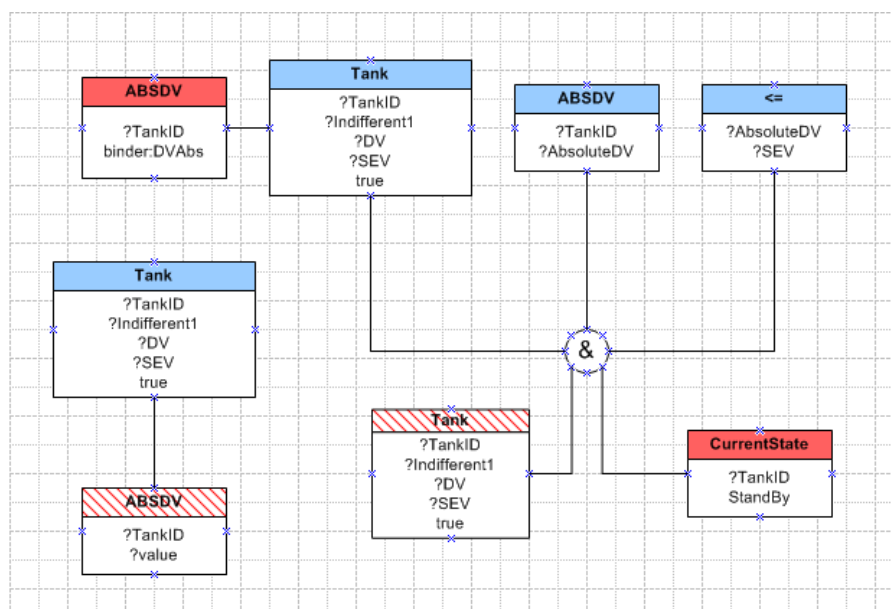 ABSDV
?TankID
binder:DVAbs
Tank
?TankID
?Indifferent1
?DV
?SEV
true
ABSDV
?TankID
?AbsoluteDV
<=
?AbsoluteDV
?SEV
Tank
?TankID
?Indifferent1
?DV
?SEV
true
&
Tank
?TankID
?Indifferent1
?DV
?SEV
true
CurrentState
?TankID
StandBy
ABSDV
?TankID
?value